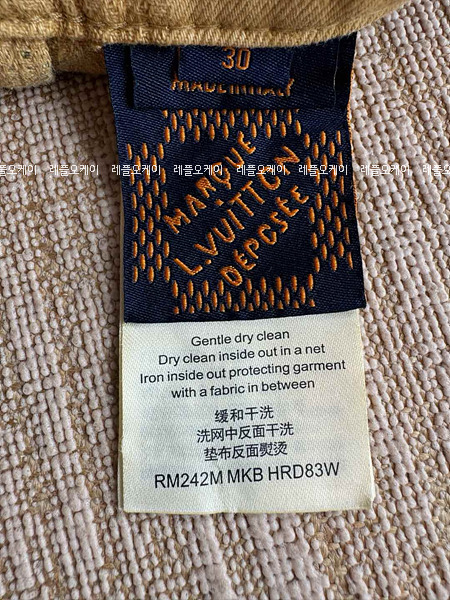 30
MADE IN ITALY
레플오케이 레플오케이 레플오케이 레플오케이 레플오케이 레플오케이 레플오케이
MARQUE
L.VUITTON
DÉPOSÉE
Gentle dry clean
Dry clean inside out in a net
Iron inside out protecting garment
with a fabric in between
缓和干洗
洗网中反面干洗
垫布反面熨烫
RM242M MKB HRD83W